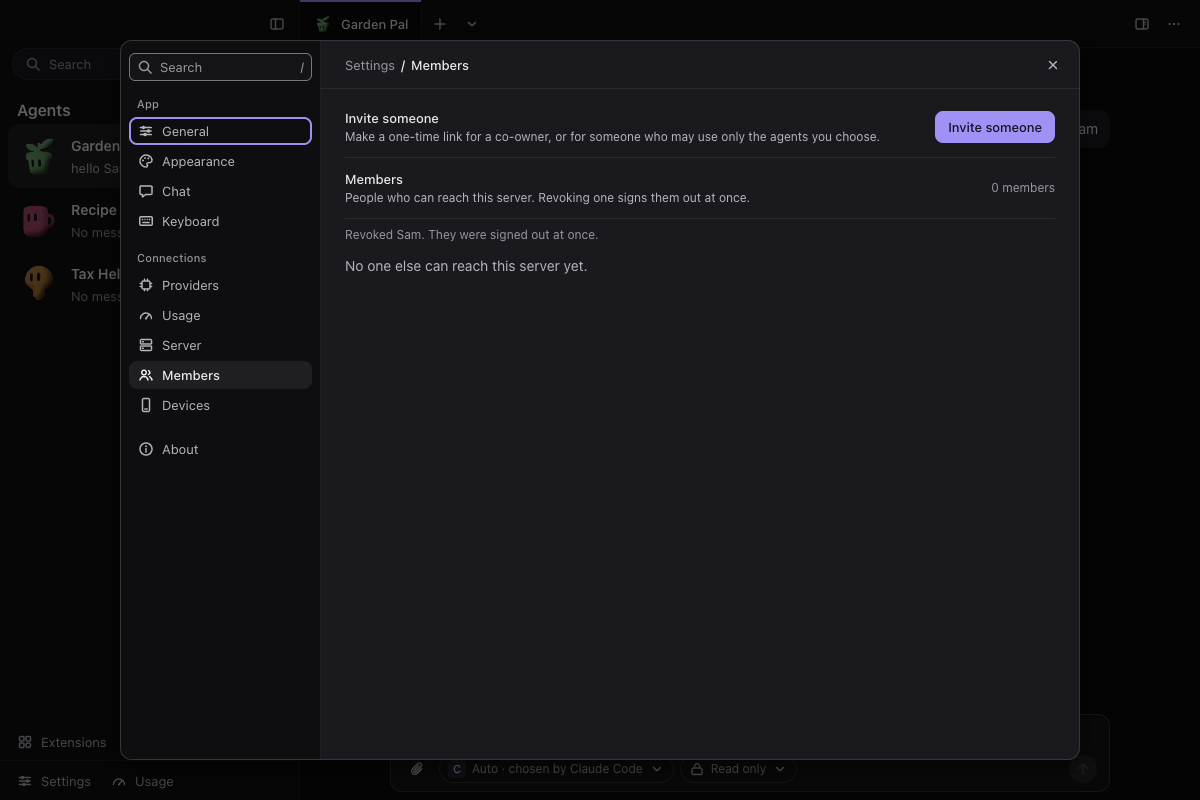 Garden Pal
Search
Agents
Garden
hello Sa
Recipe
No mess
Tax Hel
No mess
Extensions
Settings
Usage
Search /
App
General
Appearance
Chat
Keyboard
Connections
Providers
Usage
Server
Members
Devices
About
Settings / Members
Invite someone
Make a one-time link for a co-owner, or for someone who may use only the agents you choose.
Invite someone
Members
People who can reach this server. Revoking one signs them out at once.
0 members
Revoked Sam. They were signed out at once.
No one else can reach this server yet.
am
C Auto · chosen by Claude Code
Read only